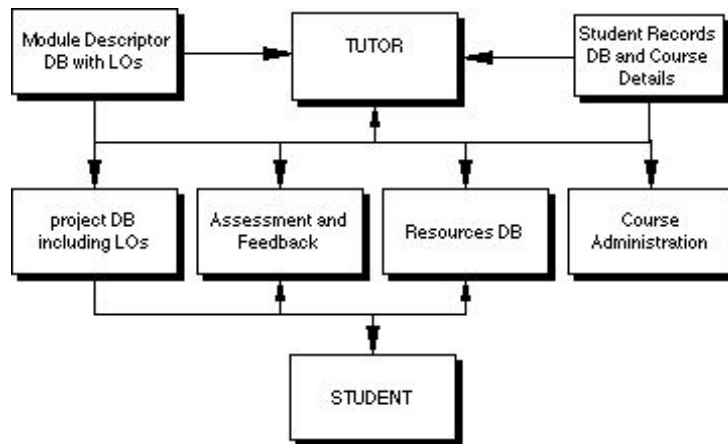 Module Descriptor
DB with LOs
TUTOR
Student Records
DB and Course
Details
project DB
including LOs
Assessment and
Feedback
Resources DB
Course
Administration
STUDENT